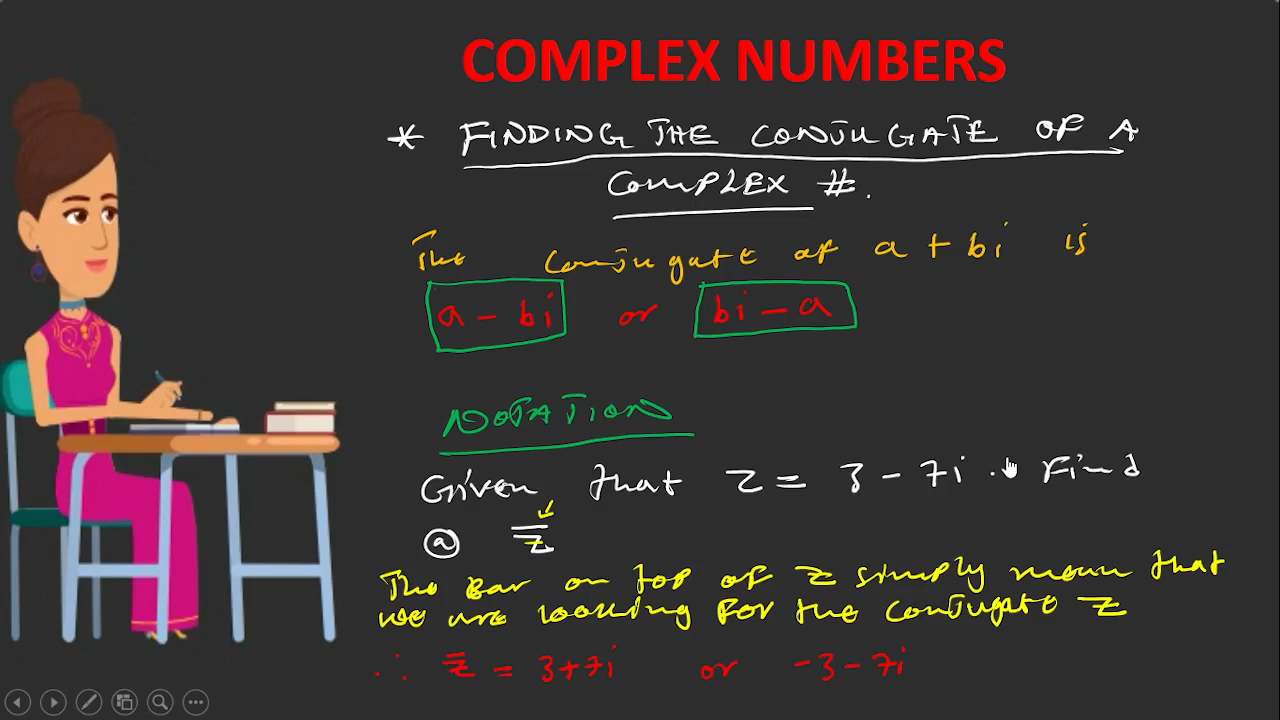 COMPLEX NUMBERS
* FINDING THE CONJUGATE OF A
COMPLEX #.
The conjugate of a + bi is
a - bi or bi - a
NOTATION
Given that z = 3 - 7i . Find
(a) z̅
The Bar on top of z simply mean that
we are looking for the conjugate z
∴ z̅ = 3+7i or -3-7i